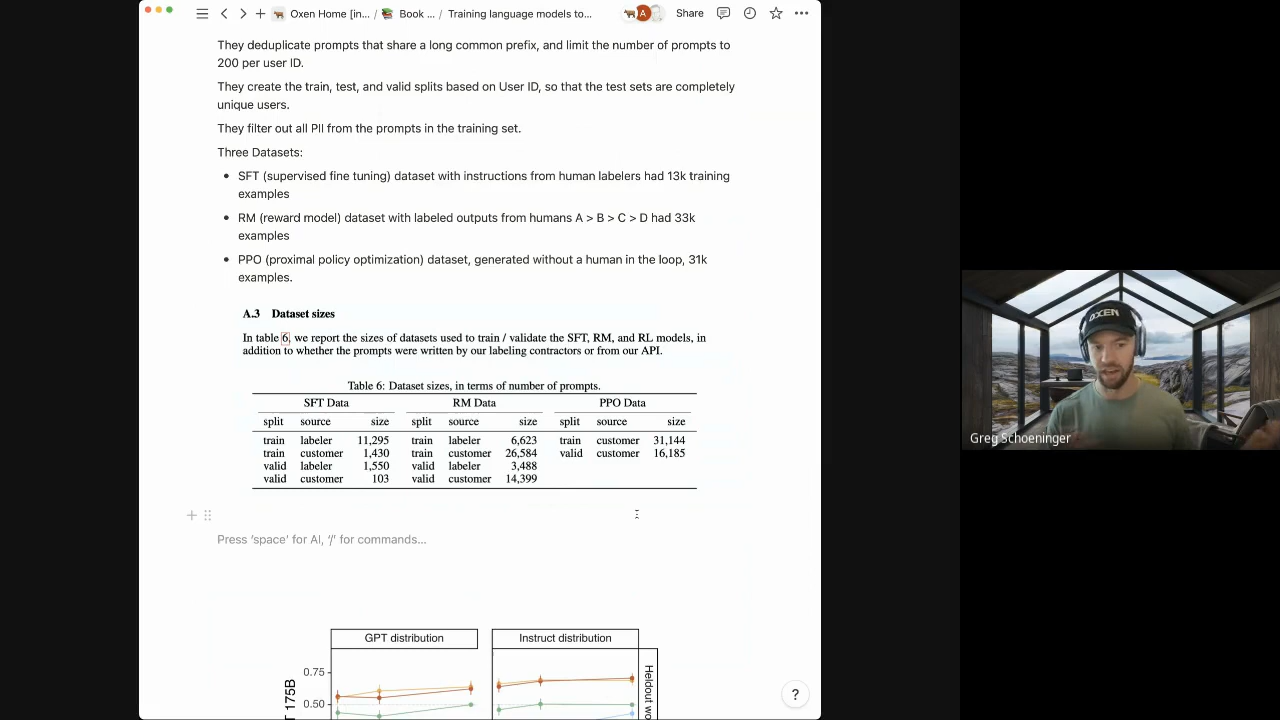 Oxen Home [in... / Book ... / Training language models to...
A
Share
They deduplicate prompts that share a long common prefix, and limit the number of prompts to
200 per user ID.
They create the train, test, and valid splits based on User ID, so that the test sets are completely
unique users.
They filter out all PII from the prompts in the training set.
Three Datasets:
• SFT (supervised fine tuning) dataset with instructions from human labelers had 13k training
examples
• RM (reward model) dataset with labeled outputs from humans A > B > C > D had 33k
examples
• PPO (proximal policy optimization) dataset, generated without a human in the loop, 31k
examples.
A.3 Dataset sizes
In table 6, we report the sizes of datasets used to train / validate the SFT, RM, and RL models, in
addition to whether the prompts were written by our labeling contractors or from our API.
Table 6: Dataset sizes, in terms of number of prompts.
SFT Data RM Data PPO Data
split source size split source size split source size
train labeler 11,295 train labeler 6,623 train customer 31,144
train customer 1,430 train customer 26,584 valid customer 16,185
valid labeler 1,550 valid labeler 3,488
valid customer 103 valid customer 14,399
Press 'space' for AI, '/' for commands...
GPT distribution Instruct distribution
0.75
0.50
175B
Heldout
?
OXEN
Greg Schoeninger